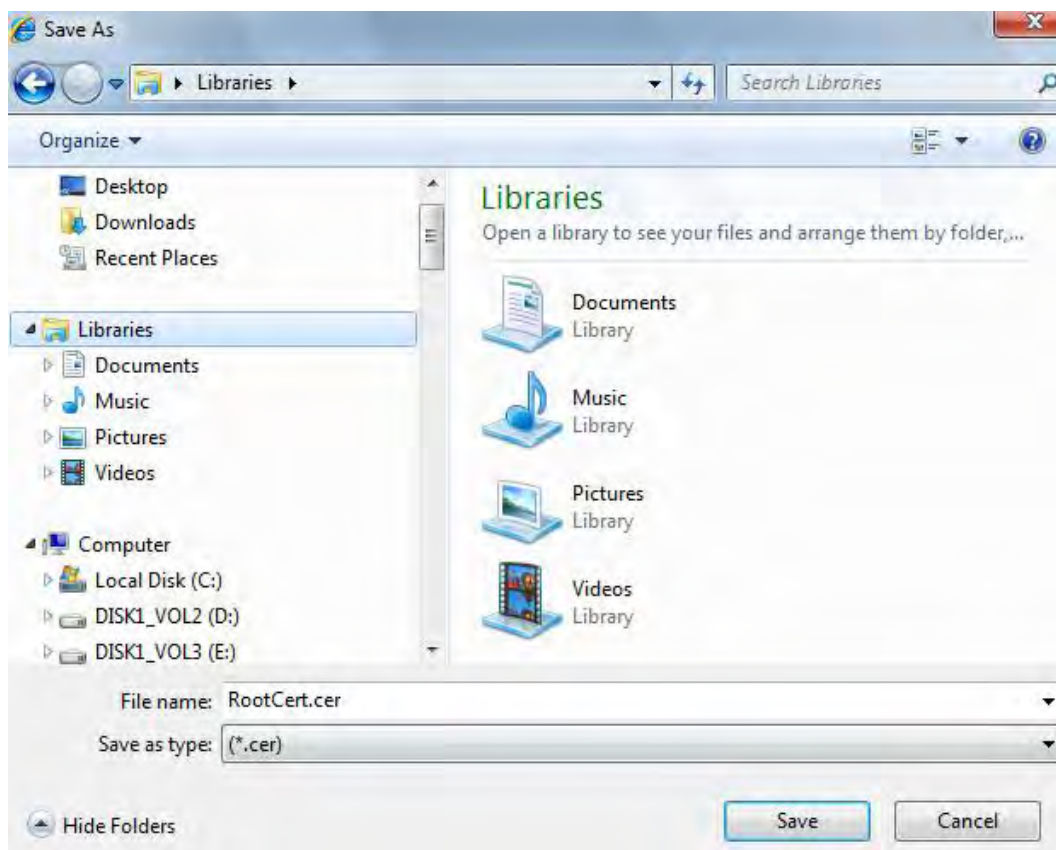 Save As
Libraries
Search Libraries
Organize
Desktop
Downloads
Recent Places
Libraries
Documents
Music
Pictures
Videos
Computer
Local Disk (C:)
DISK1_VOL2 (D:)
DISK1_VOL3 (E:)
Libraries
Open a library to see your files and arrange them by folder,...
Documents
Library
Music
Library
Pictures
Library
Videos
Library
File name: RootCert.cer
Save as type: (*.cer)
Hide Folders
Save
Cancel